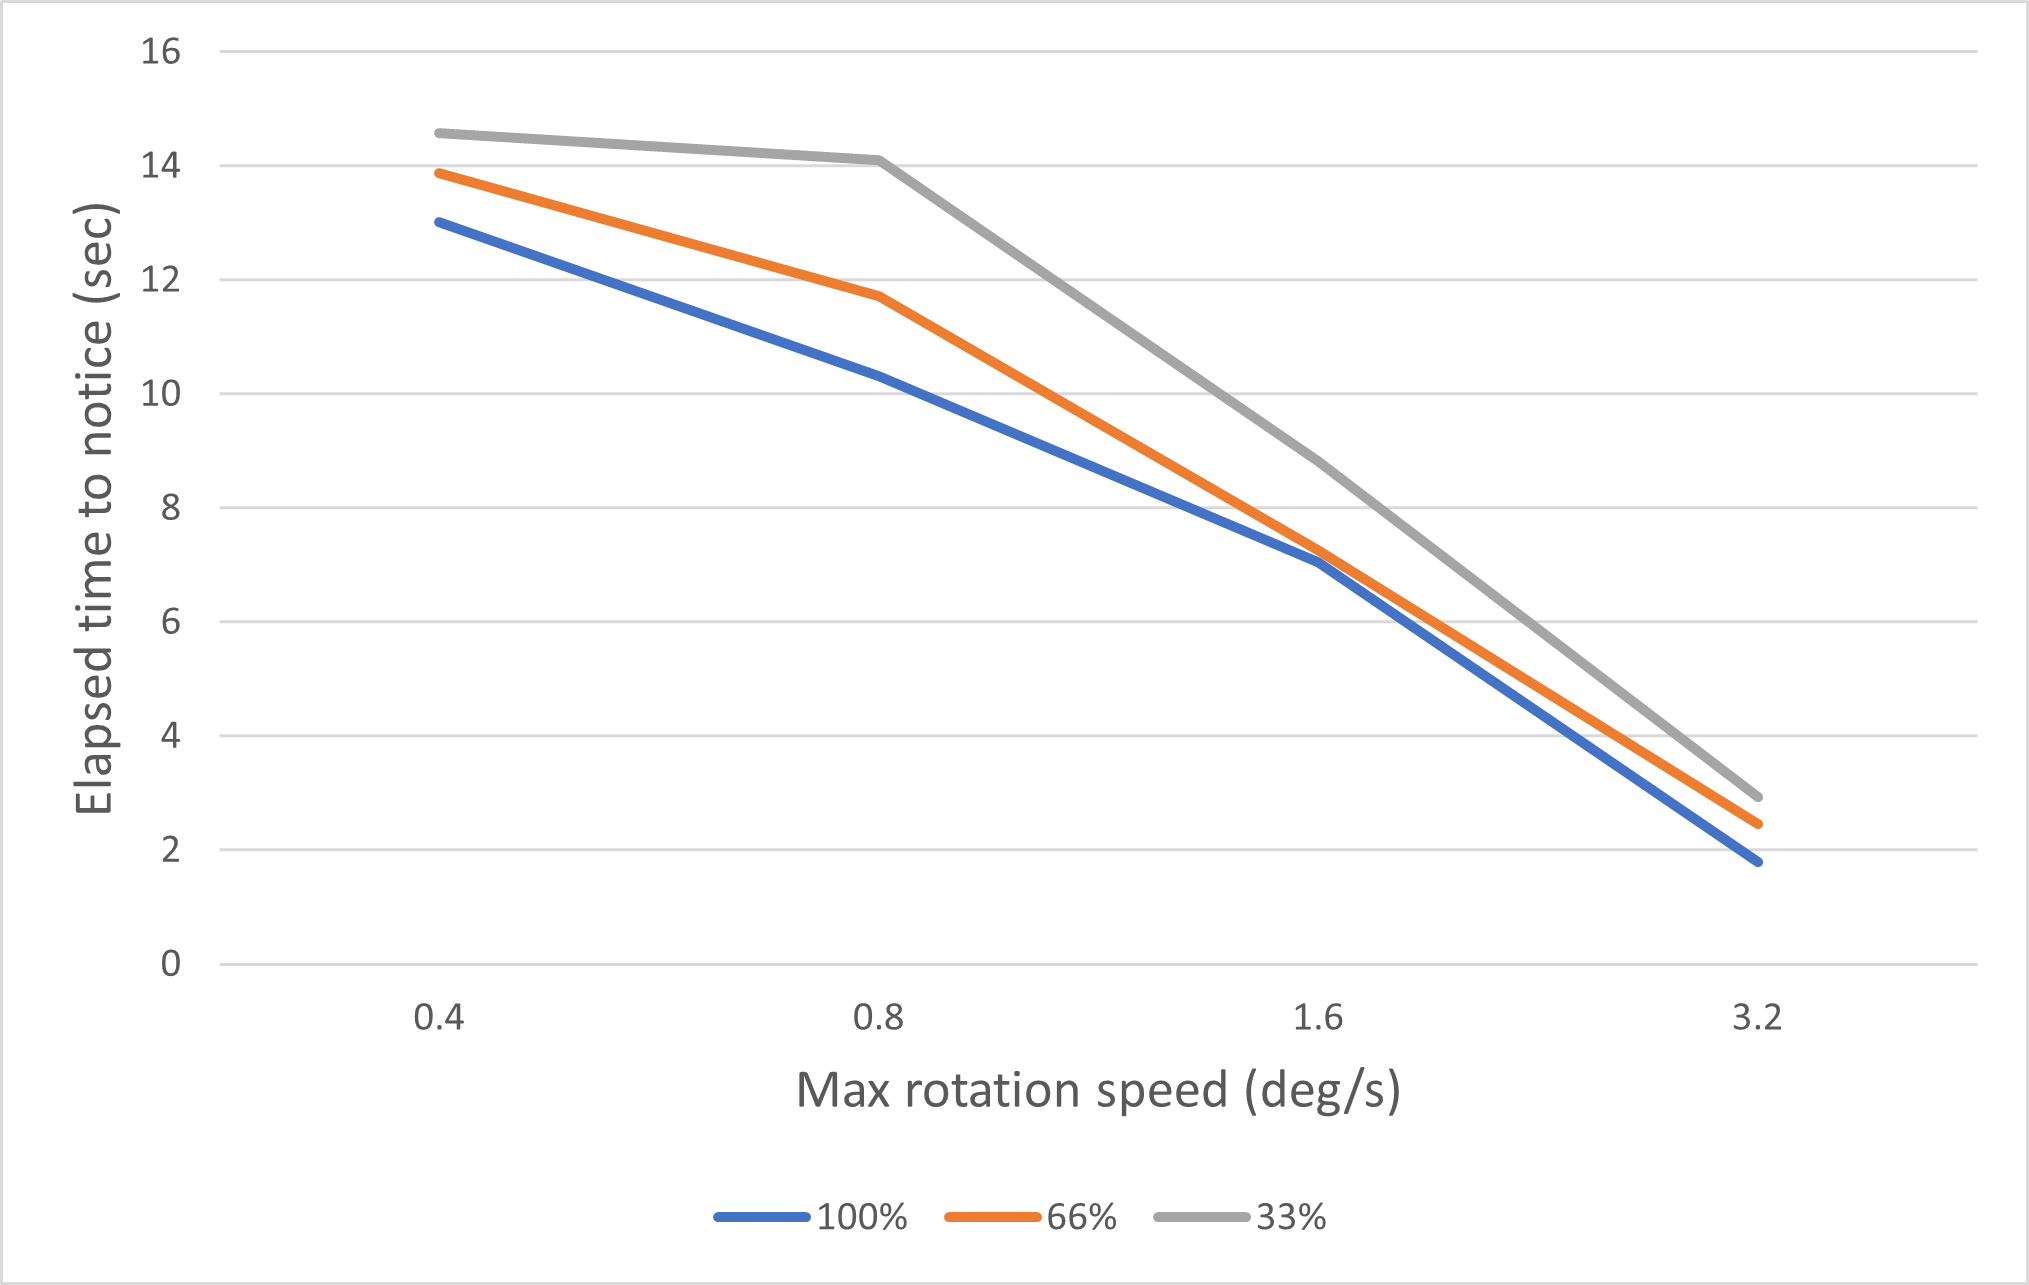 Elapsed time to notice (sec)
16
14
12
10
8
6
4
2
0
0.4 0.8 1.6 3.2
Max rotation speed (deg/s)
100% 66% 33%